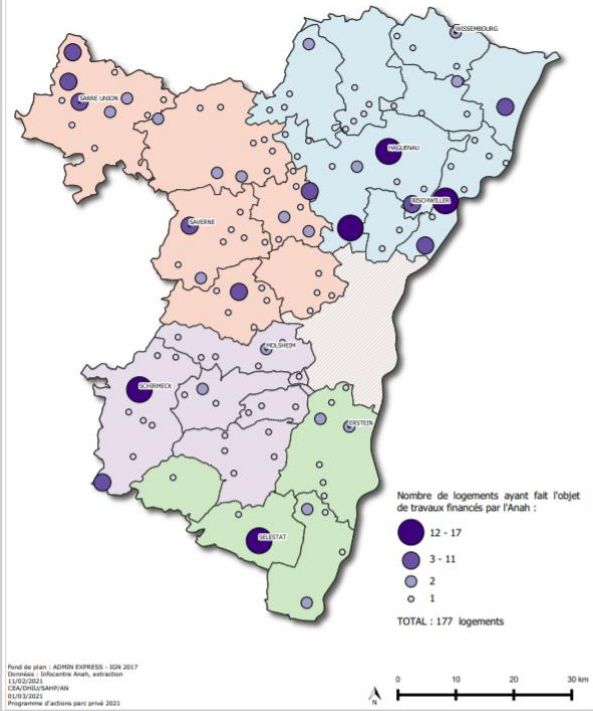 WISSEMBOURG
SARRE UNION
HAGUENAU
BISCHWILLER
SAVERNE
MOLSHEIM
SCHIRMECK
ERSTEIN
SELESTAT
Nombre de logements ayant fait l'objet
de travaux financés par l'Anah :
12 - 17
3 - 11
2
1
TOTAL : 177 logements
Fond de plan : ADMIN EXPRESS - IGN 2017
Données : Infocentre Anah, extraction
11/02/2021
CEA/DHIU/SAHP/AN
01/03/2021
Programme d'actions parc privé 2021
N
0 10 20 30 km